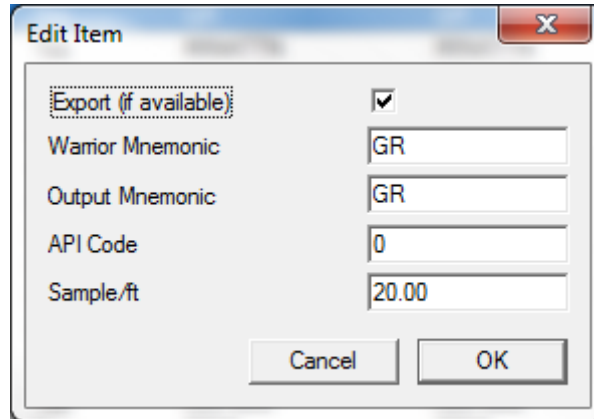 Edit Item
Export (if available)
Warrior Mnemonic GR
Output Mnemonic GR
API Code 0
Sample/ft 20.00
Cancel OK